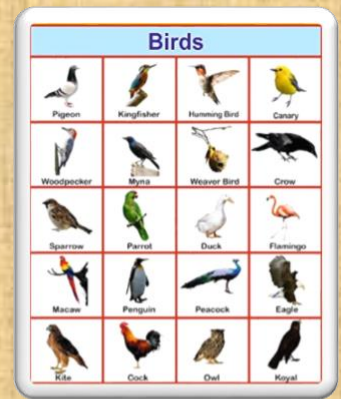 Birds
Pigeon Kingfisher Humming Bird Canary
Woodpecker Myna Weaver Bird Crow
Sparrow Parrot Duck Flamingo
Macaw Penguin Peacock Eagle
Kite Cock Owl Koyal